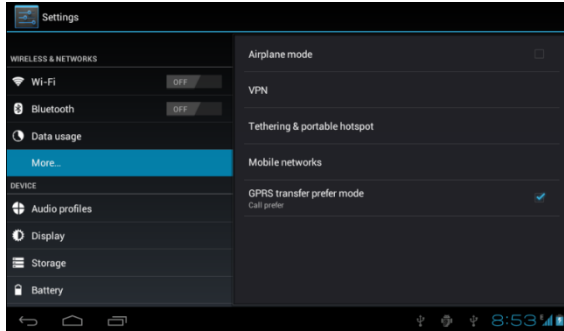 Settings
WIRELESS & NETWORKS
Wi-Fi OFF
Bluetooth OFF
Data usage
More...
DEVICE
Audio profiles
Display
Storage
Battery
Airplane mode
VPN
Tethering & portable hotspot
Mobile networks
GPRS transfer prefer mode
Call prefer
8:53